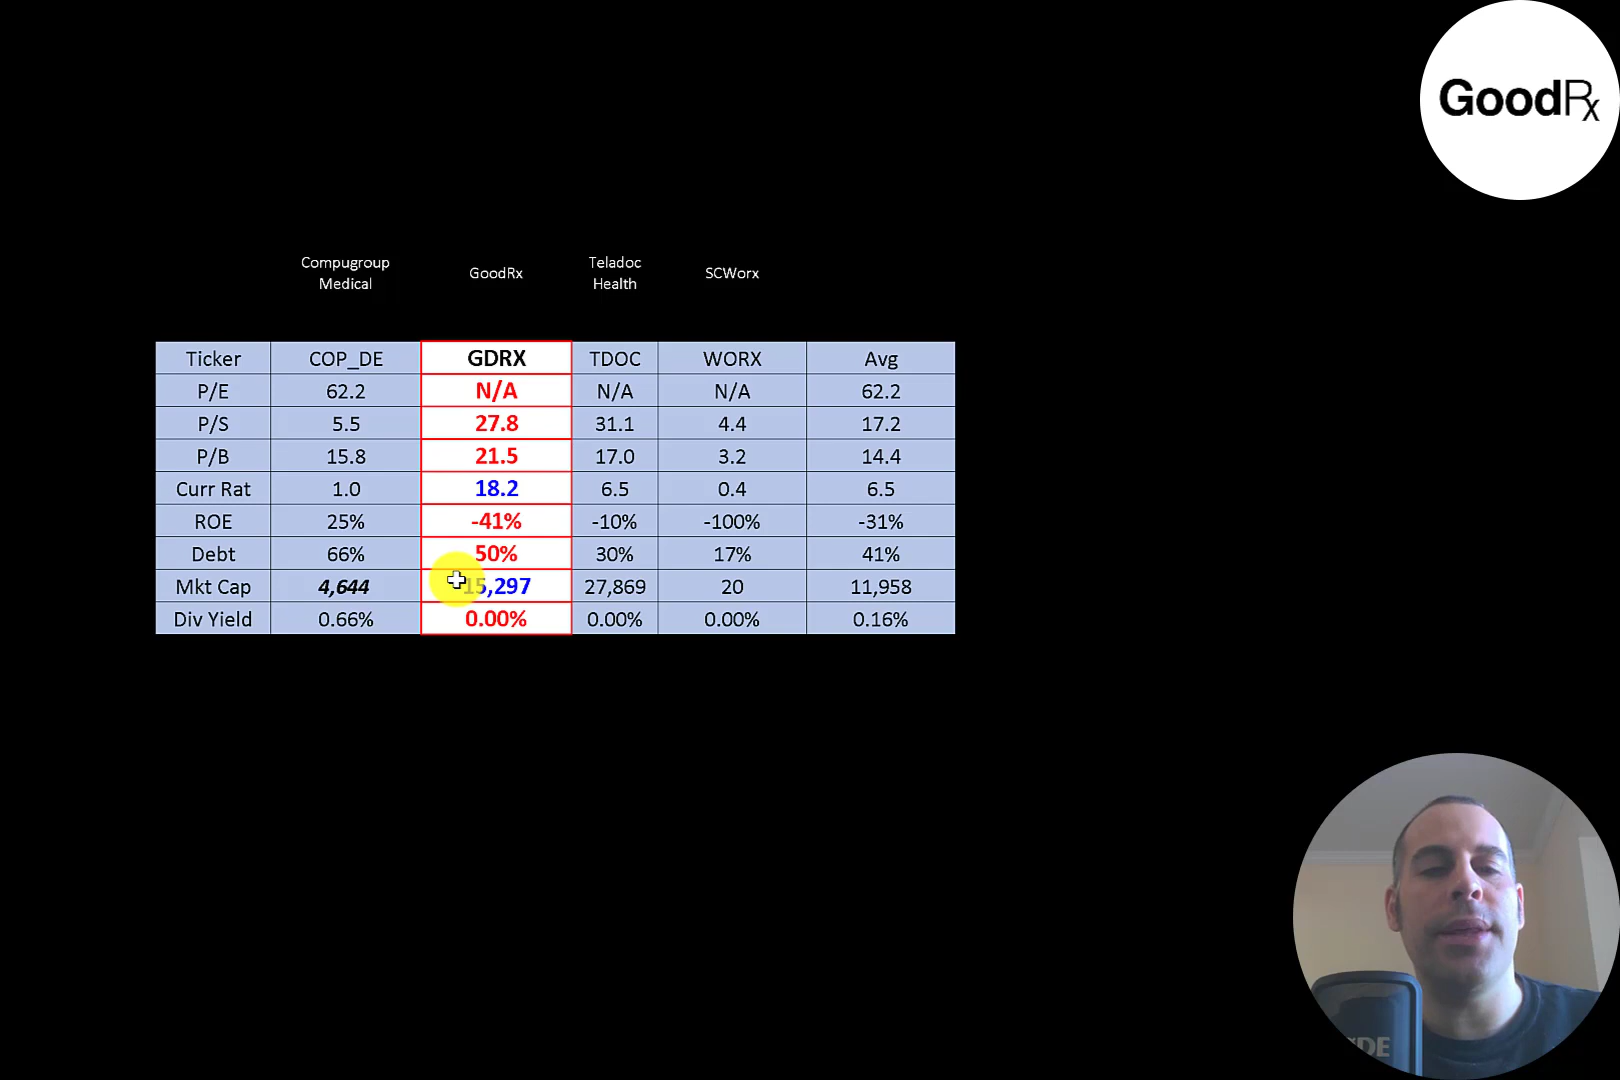 GoodRx
Compugroup Medical GoodRx Teladoc Health SCWorx
Ticker COP_DE GDRX TDOC WORX Avg
P/E 62.2 N/A N/A N/A 62.2
P/S 5.5 27.8 31.1 4.4 17.2
P/B 15.8 21.5 17.0 3.2 14.4
Curr Rat 1.0 18.2 6.5 0.4 6.5
ROE 25% -41% -10% -100% -31%
Debt 66% 50% 30% 17% 41%
Mkt Cap 4,644 15,297 27,869 20 11,958
Div Yield 0.66% 0.00% 0.00% 0.00% 0.16%